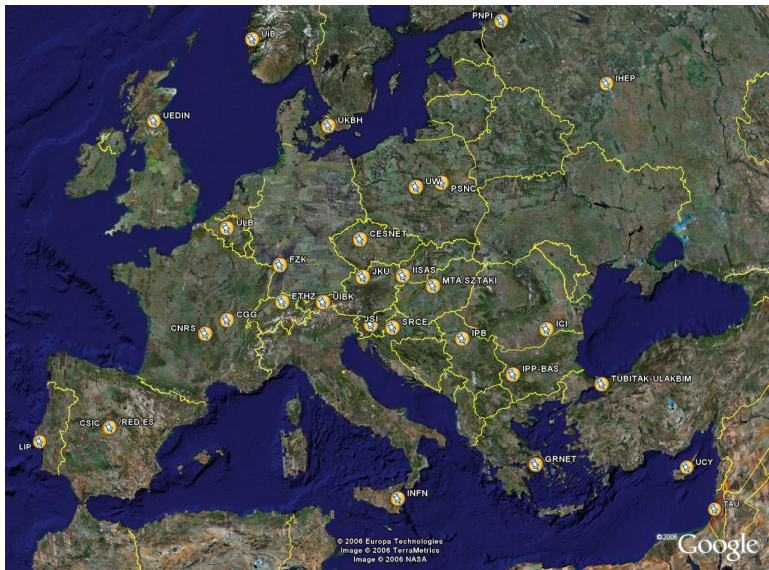 PNPI
UiB
IHEP
UEDIN
UKBH
UW
PSNC
ULB
CESNET
FZK
JKU
IISAS
MTA SZTAKI
ETHZ
UIBK
CGG
CNRS
JSI
SRCE
IPB
ICI
IPP-BAS
TUBITAK-ULAKBIM
CSIC /RED.ES
LIP
GRNET
UCY
INFN
TAU
© 2006 Europa Technologies
Image © 2006 TerraMetrics
Image © 2006 NASA
©2006 Google